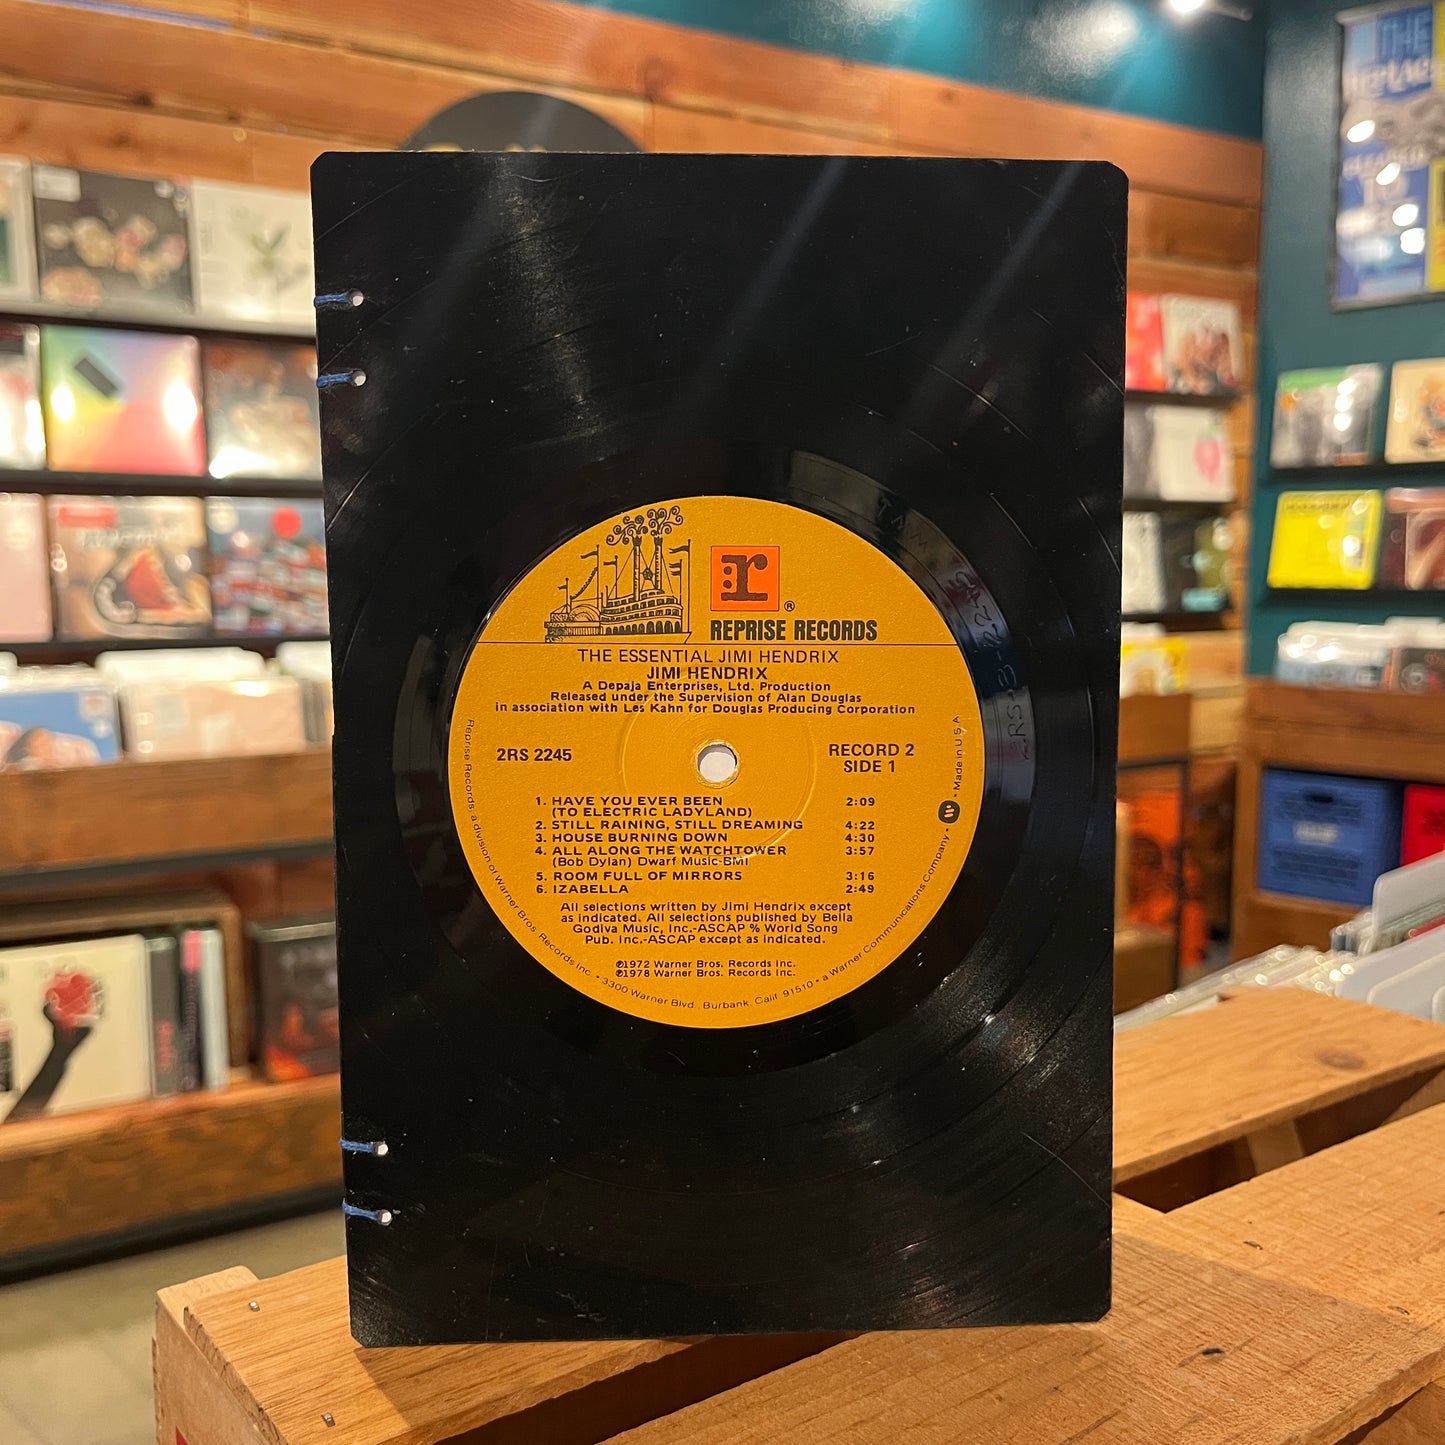 r
®
REPRISE RECORDS
THE ESSENTIAL JIMI HENDRIX
JIMI HENDRIX
A Depaja Enterprises, Ltd. Production
Released under the Supervision of Alan Douglas
in association with Les Kahn for Douglas Producing Corporation
2RS 2245
RECORD 2
SIDE 1
1. HAVE YOU EVER BEEN 2:09
(TO ELECTRIC LADYLAND)
2. STILL RAINING, STILL DREAMING 4:22
3. HOUSE BURNING DOWN 4:30
4. ALL ALONG THE WATCHTOWER 3:57
(Bob Dylan) Dwarf Music-BMI
5. ROOM FULL OF MIRRORS 3:16
6. IZABELLA 2:49
All selections written by Jimi Hendrix except
as indicated. All selections published by Bella
Godiva Music, Inc.-ASCAP % World Song
Pub. Inc.-ASCAP except as indicated.
℗1972 Warner Bros. Records Inc.
℗1978 Warner Bros. Records Inc.
Reprise Records, a division of Warner Bros. Records Inc. • 3300 Warner Blvd., Burbank, Calif. 91510 • a Warner Communications Company • W • Made in U.S.A.
THE